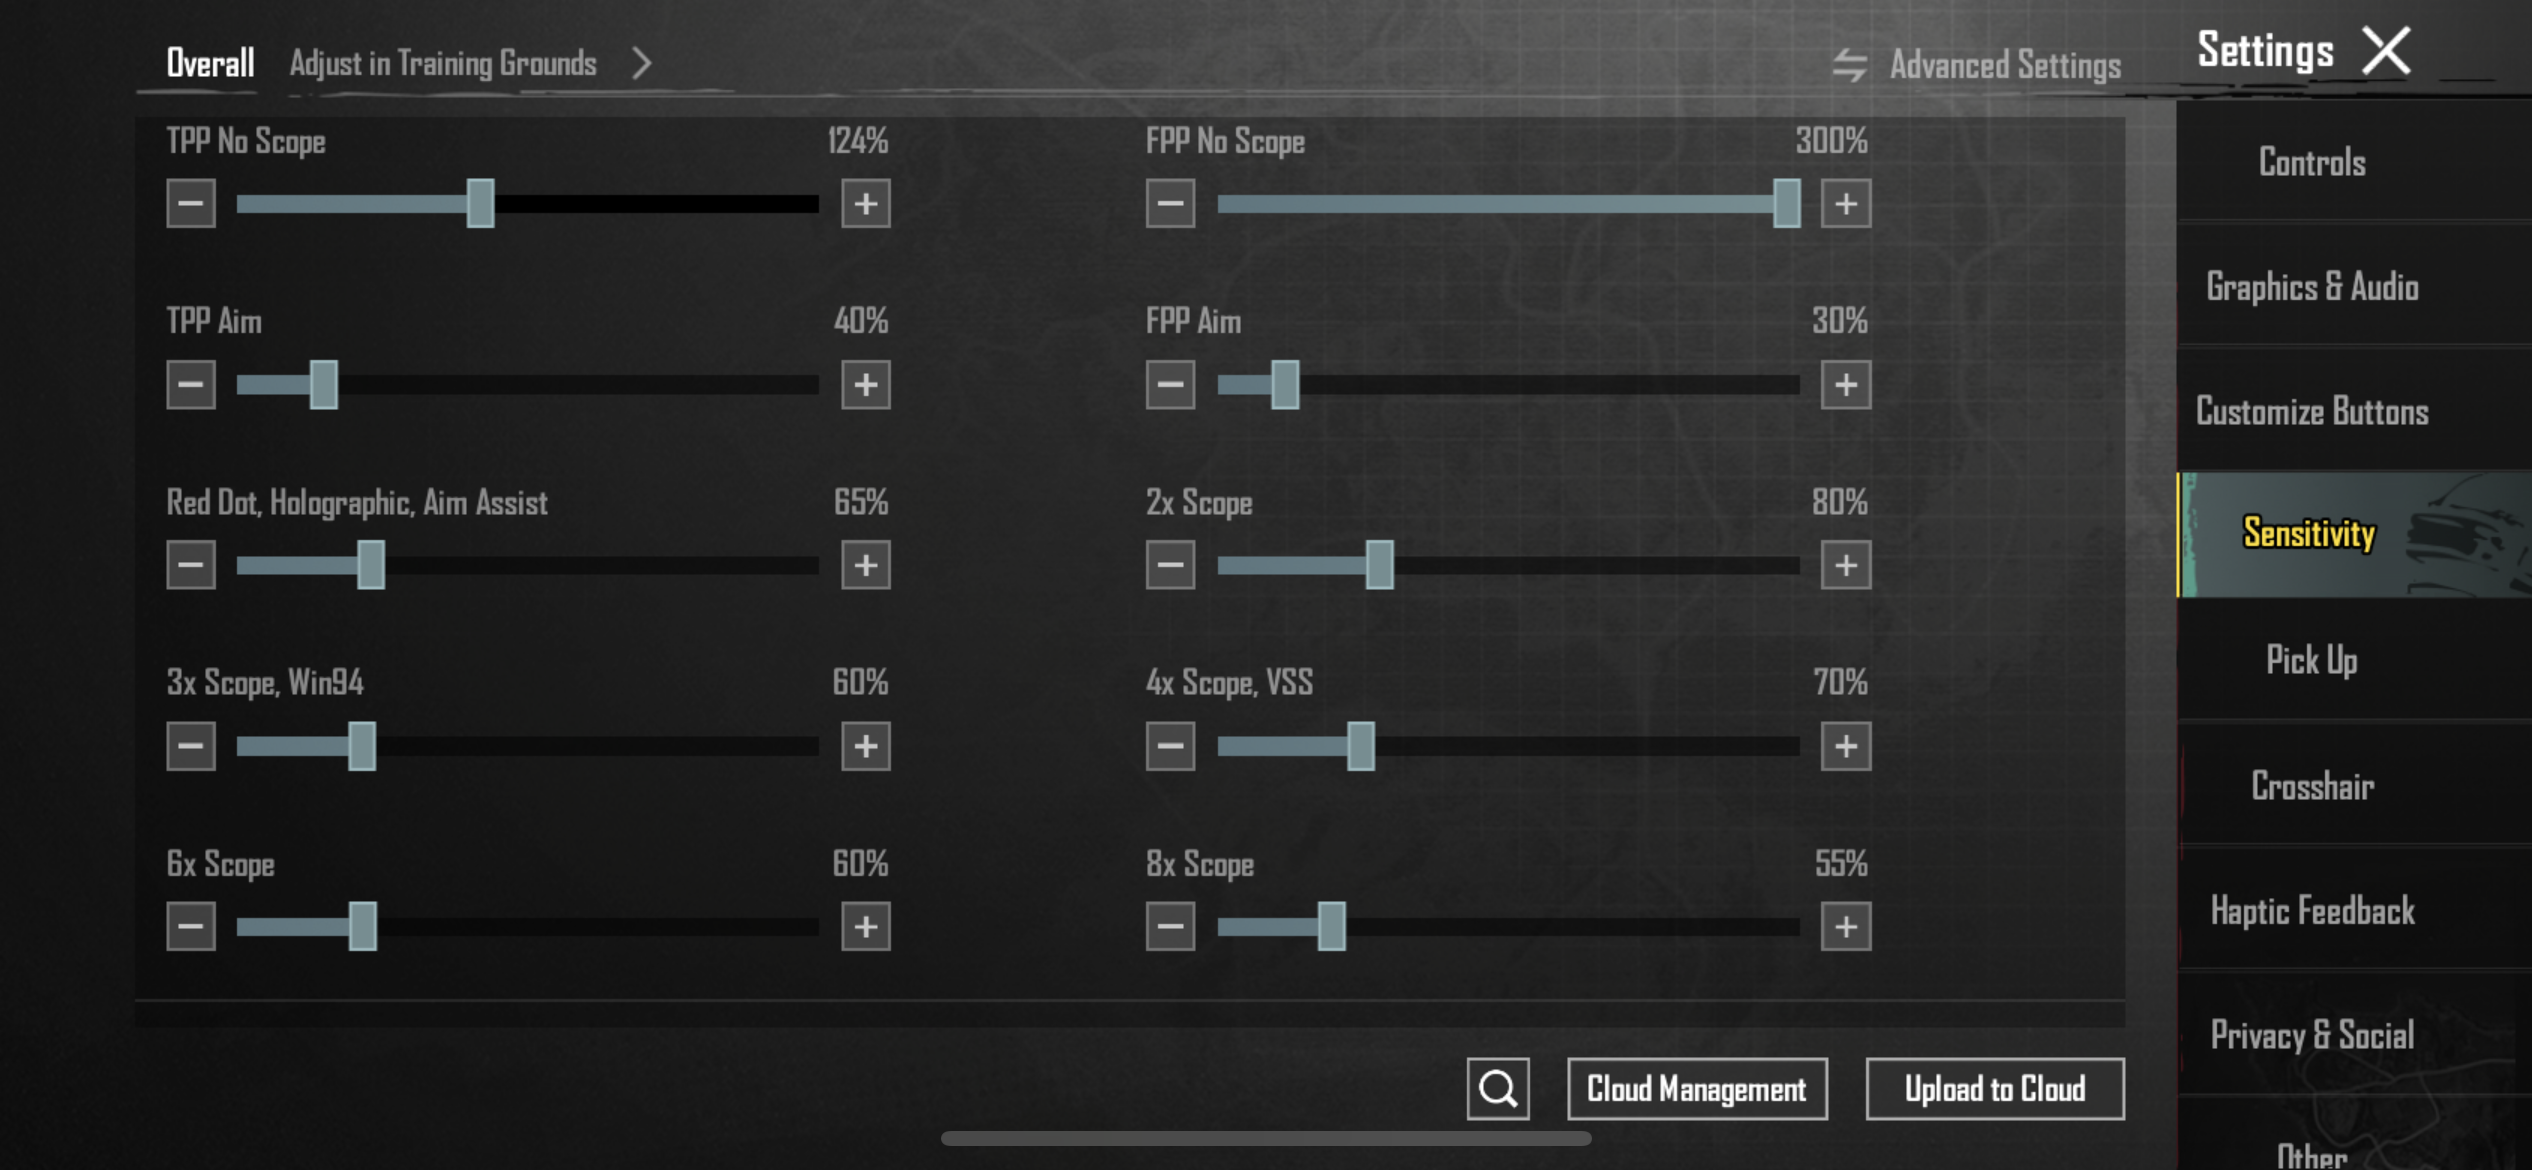 Overall
Adjust in Training Grounds
Advanced Settings
Settings
TPP No Scope
124%
FPP No Scope
300%
TPP Aim
40%
FPP Aim
30%
Red Dot, Holographic, Aim Assist
65%
2x Scope
80%
3x Scope, Win94
60%
4x Scope, VSS
70%
6x Scope
60%
8x Scope
55%
Cloud Management
Upload to Cloud
Controls
Graphics & Audio
Customize Buttons
Sensitivity
Pick Up
Crosshair
Haptic Feedback
Privacy & Social
Other